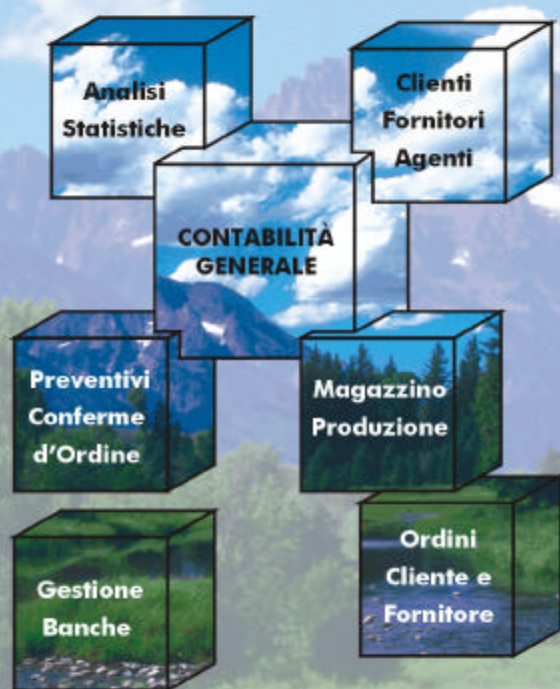 Analisi
Statistiche
Clienti
Fornitori
Agenti
CONTABILITÀ
GENERALE
Preventivi
Conferme
d'Ordine
Magazzino
Produzione
Gestione
Banche
Ordini
Cliente e
Fornitore